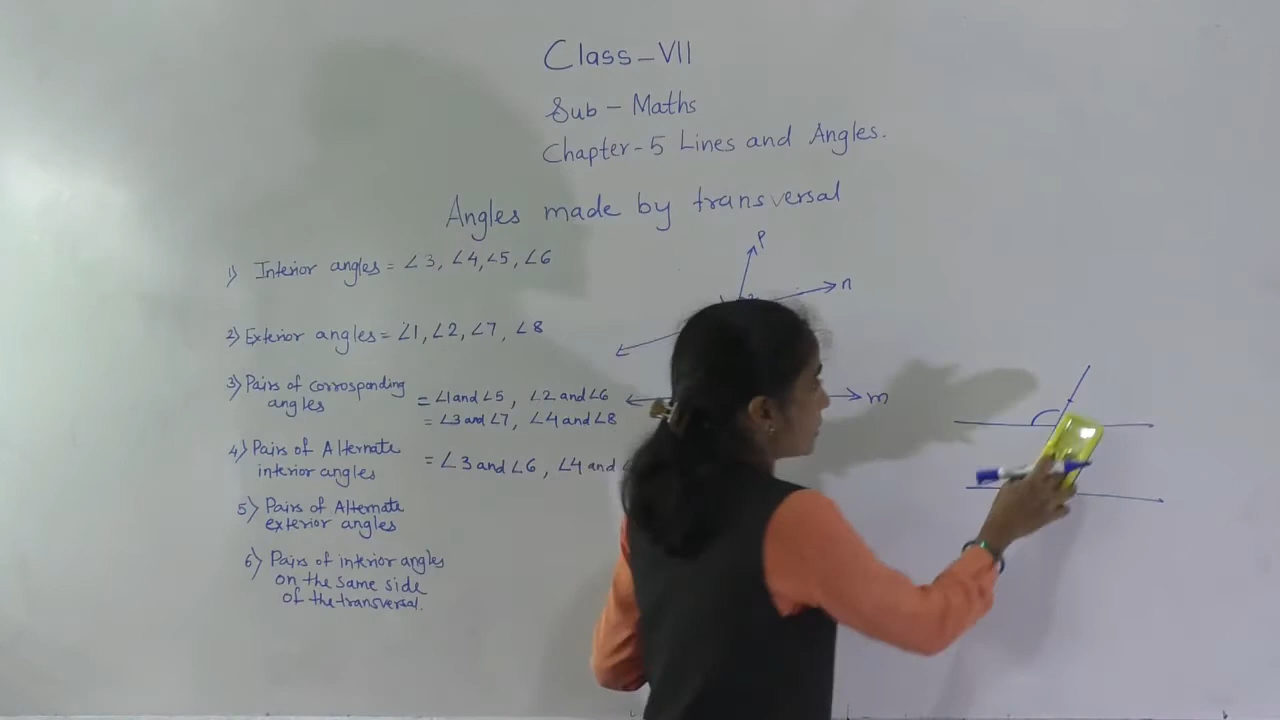 Class-VII
Sub - Maths
Chapter-5 Lines and Angles.
Angles made by transversal
P
n
m
1) Interior angles = ∠3, ∠4, ∠5, ∠6
2) Exterior angles = ∠1, ∠2, ∠7, ∠8
3) Pairs of corrosponding = ∠1 and ∠5, ∠2 and ∠6
angles = ∠3 and ∠7, ∠4 and ∠8
4) Pairs of Alternate
interior angles = ∠3 and ∠6, ∠4 and
5) Pairs of Alternate
exterior angles
6) Pairs of interior angles
on the same side
of the transversal.